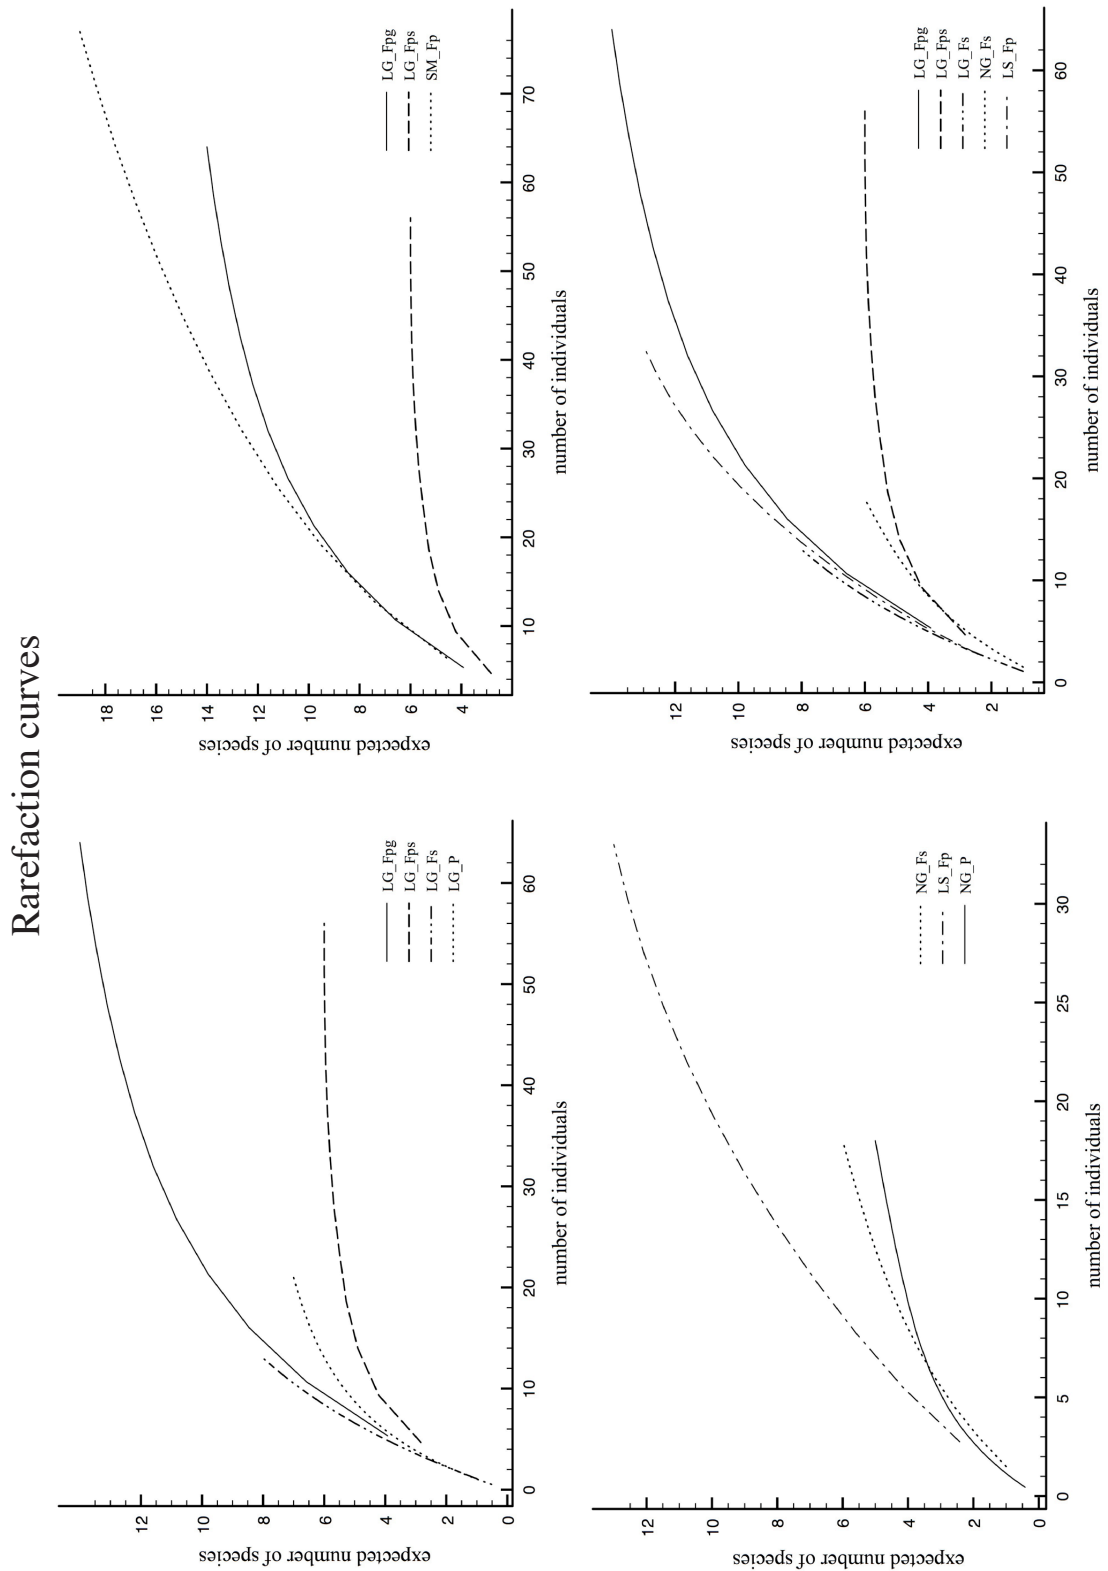 Rarefaction curves
expected number of species
12
10
8
6
4
2
0
LG_Fpg
LG_Fps
LG_Fs
LG_P
0 10 20 30 40 50 60
number of individuals
expected number of species
18
16
14
12
10
8
6
4
LG_Fpg
LG_Fps
SM_Fp
10 20 30 40 50 60 70
number of individuals
expected number of species
12
10
8
6
4
2
0
NG_Fs
LS_Fp
NG_P
0 5 10 15 20 25 30
number of individuals
expected number of species
12
10
8
6
4
2
LG_Fpg
LG_Fps
LG_Fs
NG_Fs
LS_Fp
0 10 20 30 40 50 60
number of individuals